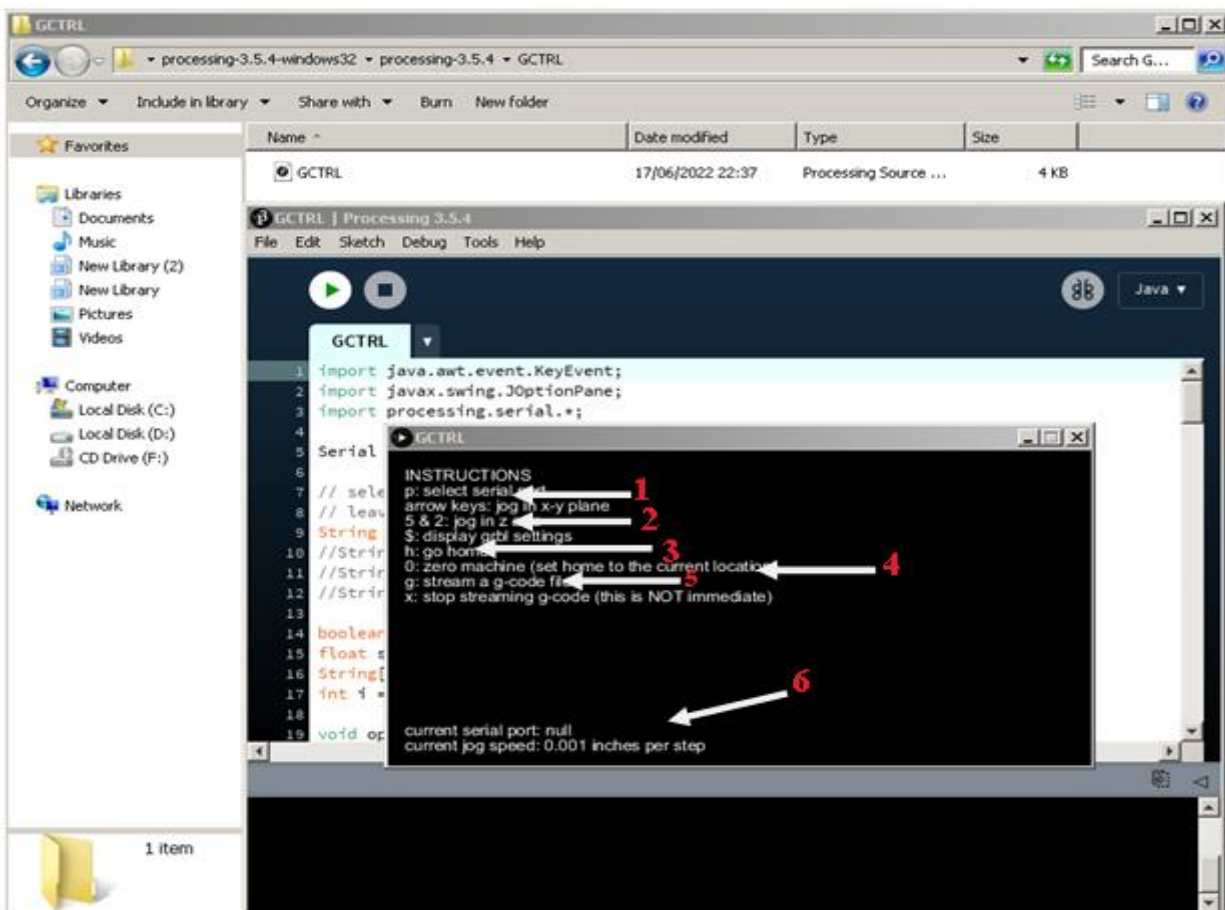 GCTRL
processing-3.5.4-windows32 processing-3.5.4 GCTRL
Search G...
Organize Include in library Share with Burn New folder
Name Date modified Type Size
GCTRL 17/06/2022 22:37 Processing Source ... 4 KB
Favorites
Libraries
Documents
Music
New Library (2)
New Library
Pictures
Videos
Computer
Local Disk (C:)
Local Disk (D:)
CD Drive (F:)
Network
1 item
GCTRL | Processing 3.5.4
File Edit Sketch Debug Tools Help
Java
GCTRL
1 import java.awt.event.KeyEvent;
2 import javax.swing.JOptionPane;
3 import processing.serial.*;
4
5 Serial
6
7 // sele
8 // leav
9 String
10 //Strin
11 //Strin
12 //Strin
13
14 boolean
15 float s
16 String[
17 int i =
18
19 void op
GCTRL
INSTRUCTIONS
p: select serial port 1
arrow keys: jog in x-y plane
5 & 2: jog in z 2
$: display grbl settings
h: go home 3
0: zero machine (set home to the current location 4
g: stream a g-code file 5
x: stop streaming g-code (this is NOT immediate)
6
current serial port: null
current jog speed: 0.001 inches per step